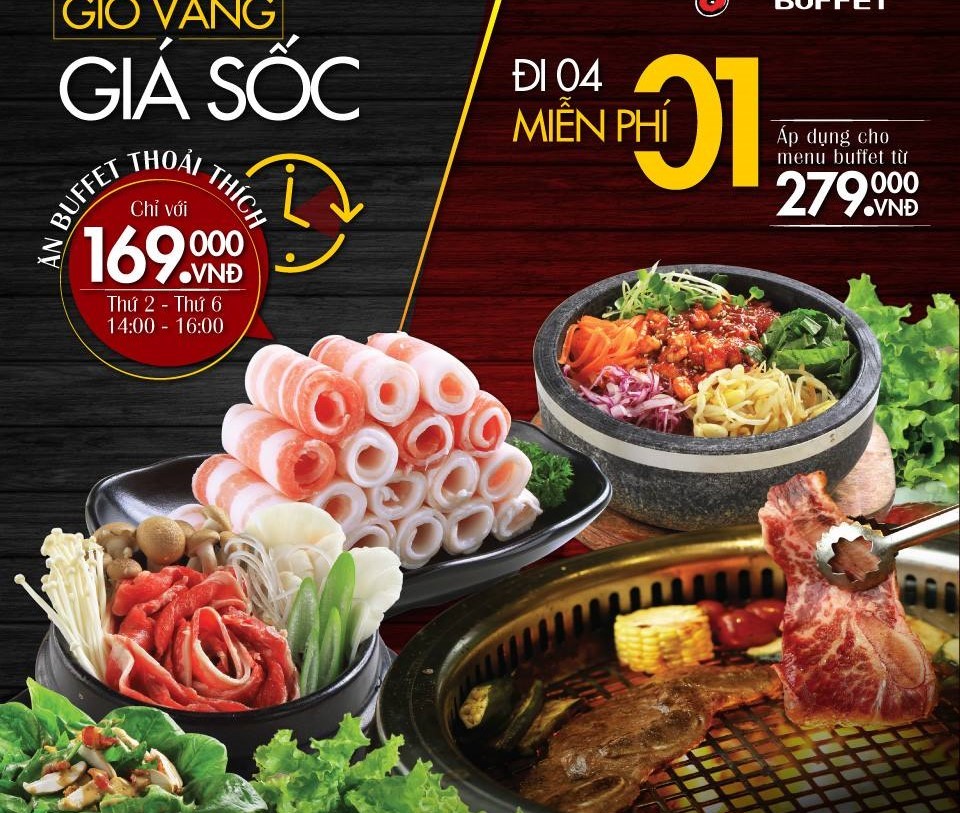 GIỜ VÀNG
GIÁ SỐC
ĂN BUFFET THOẢI THÍCH
Chỉ với
169.000
.VNĐ
Thứ 2 - Thứ 6
14:00 - 16:00
BUFFET
ĐI 04
MIỄN PHÍ 01
Áp dụng cho
menu buffet từ
279.000
.VNĐ